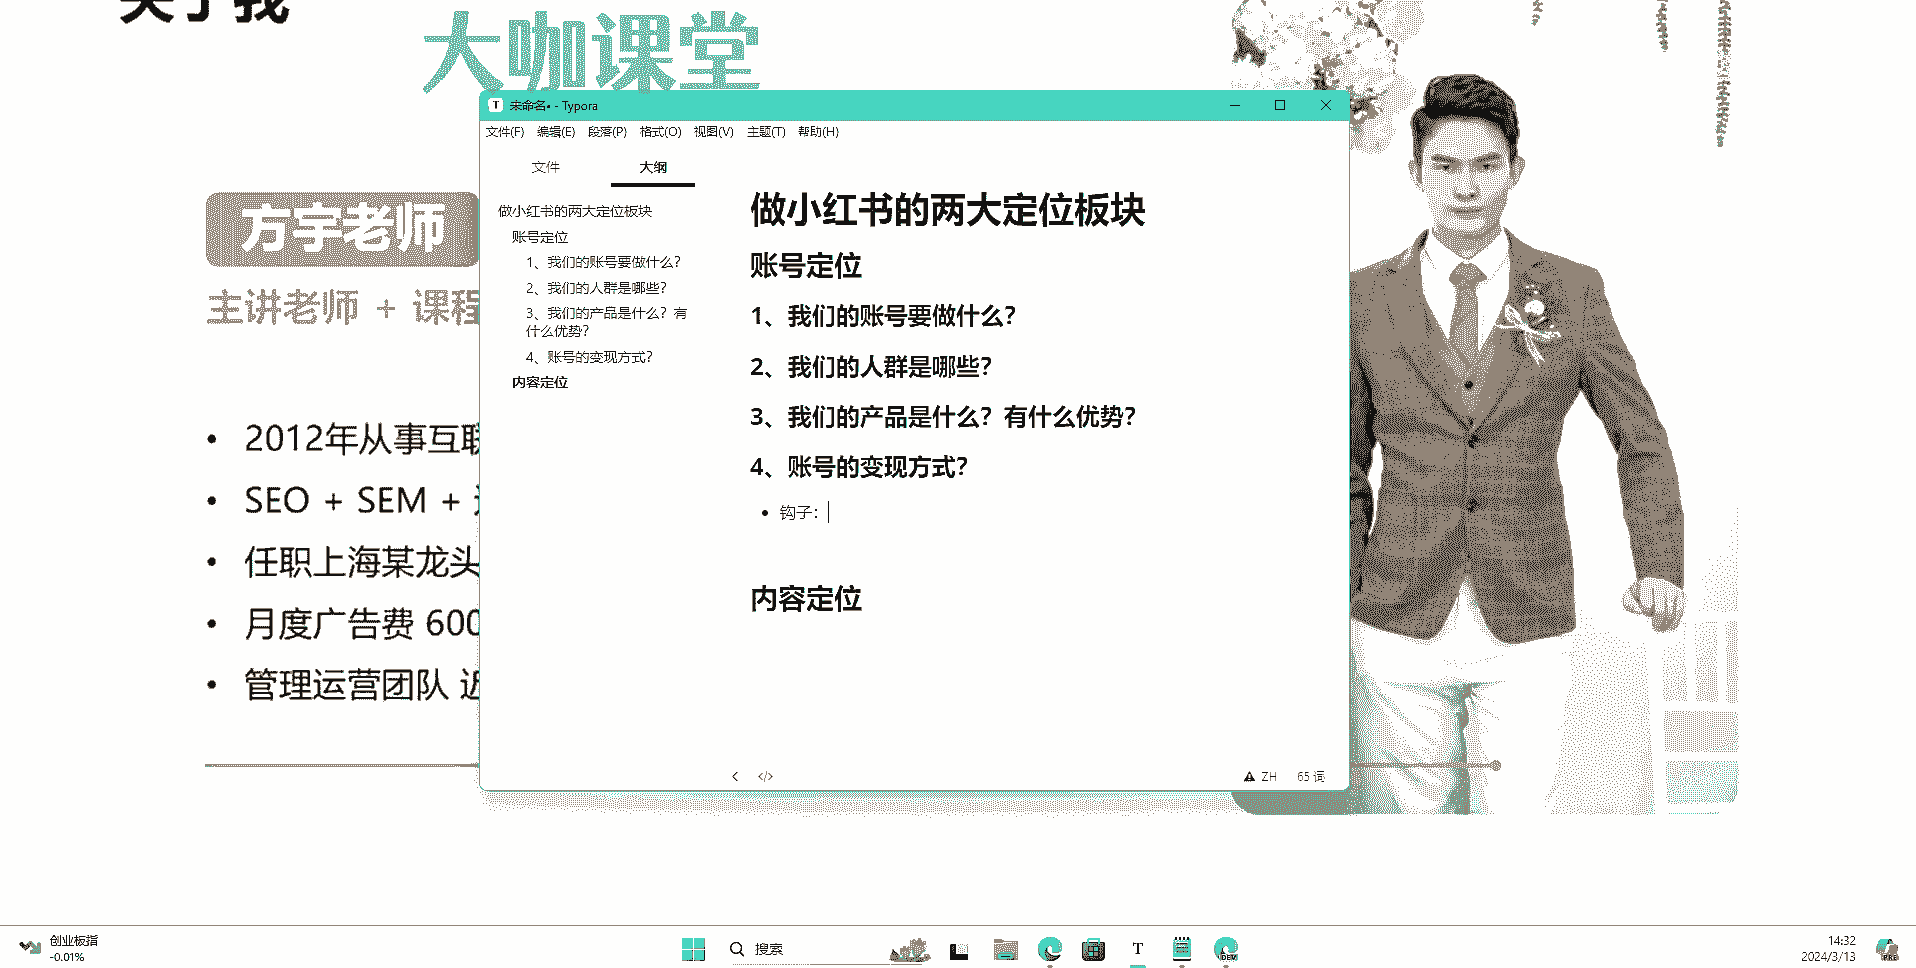 关于我
大咖课堂
方宇老师
主讲老师 + 课程
• 2012年从事互联
• SEO + SEM +
• 任职上海某龙头
• 月度广告费 600
• 管理运营团队 近
未命名• - Typora
文件(F) 编辑(E) 段落(P) 格式(O) 视图(V) 主题(T) 帮助(H)
文件 大纲
做小红书的两大定位板块
账号定位
1、我们的账号要做什么？
2、我们的人群是哪些？
3、我们的产品是什么？有
什么优势？
4、账号的变现方式？
内容定位
做小红书的两大定位板块
账号定位
1、我们的账号要做什么？
2、我们的人群是哪些？
3、我们的产品是什么？有什么优势？
4、账号的变现方式？
• 钩子：
内容定位
ZH 65 词
创业板指
-0.01%
搜索
T
DEV
14:32
2024/3/13
PRE